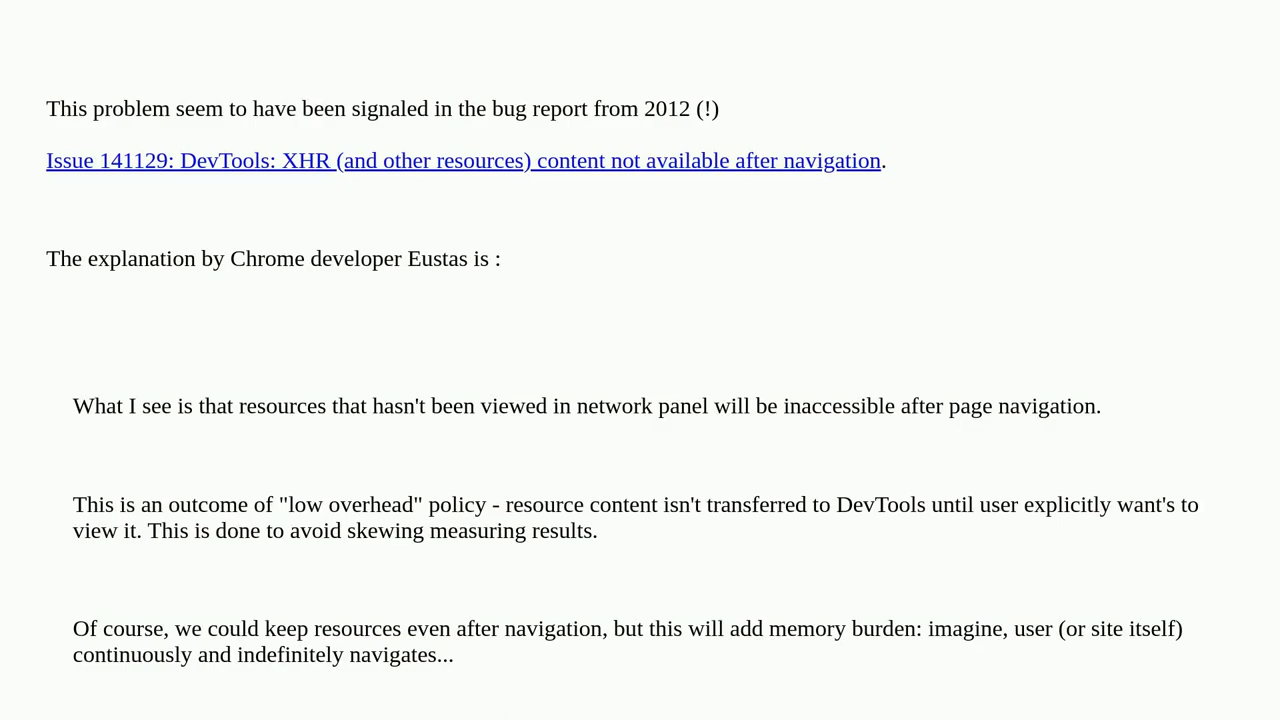 This problem seem to have been signaled in the bug report from 2012 (!)
Issue 141129: DevTools: XHR (and other resources) content not available after navigation.
The explanation by Chrome developer Eustas is :
What I see is that resources that hasn't been viewed in network panel will be inaccessible after page navigation.
This is an outcome of "low overhead" policy - resource content isn't transferred to DevTools until user explicitly want's to
view it. This is done to avoid skewing measuring results.
Of course, we could keep resources even after navigation, but this will add memory burden: imagine, user (or site itself)
continuously and indefinitely navigates...